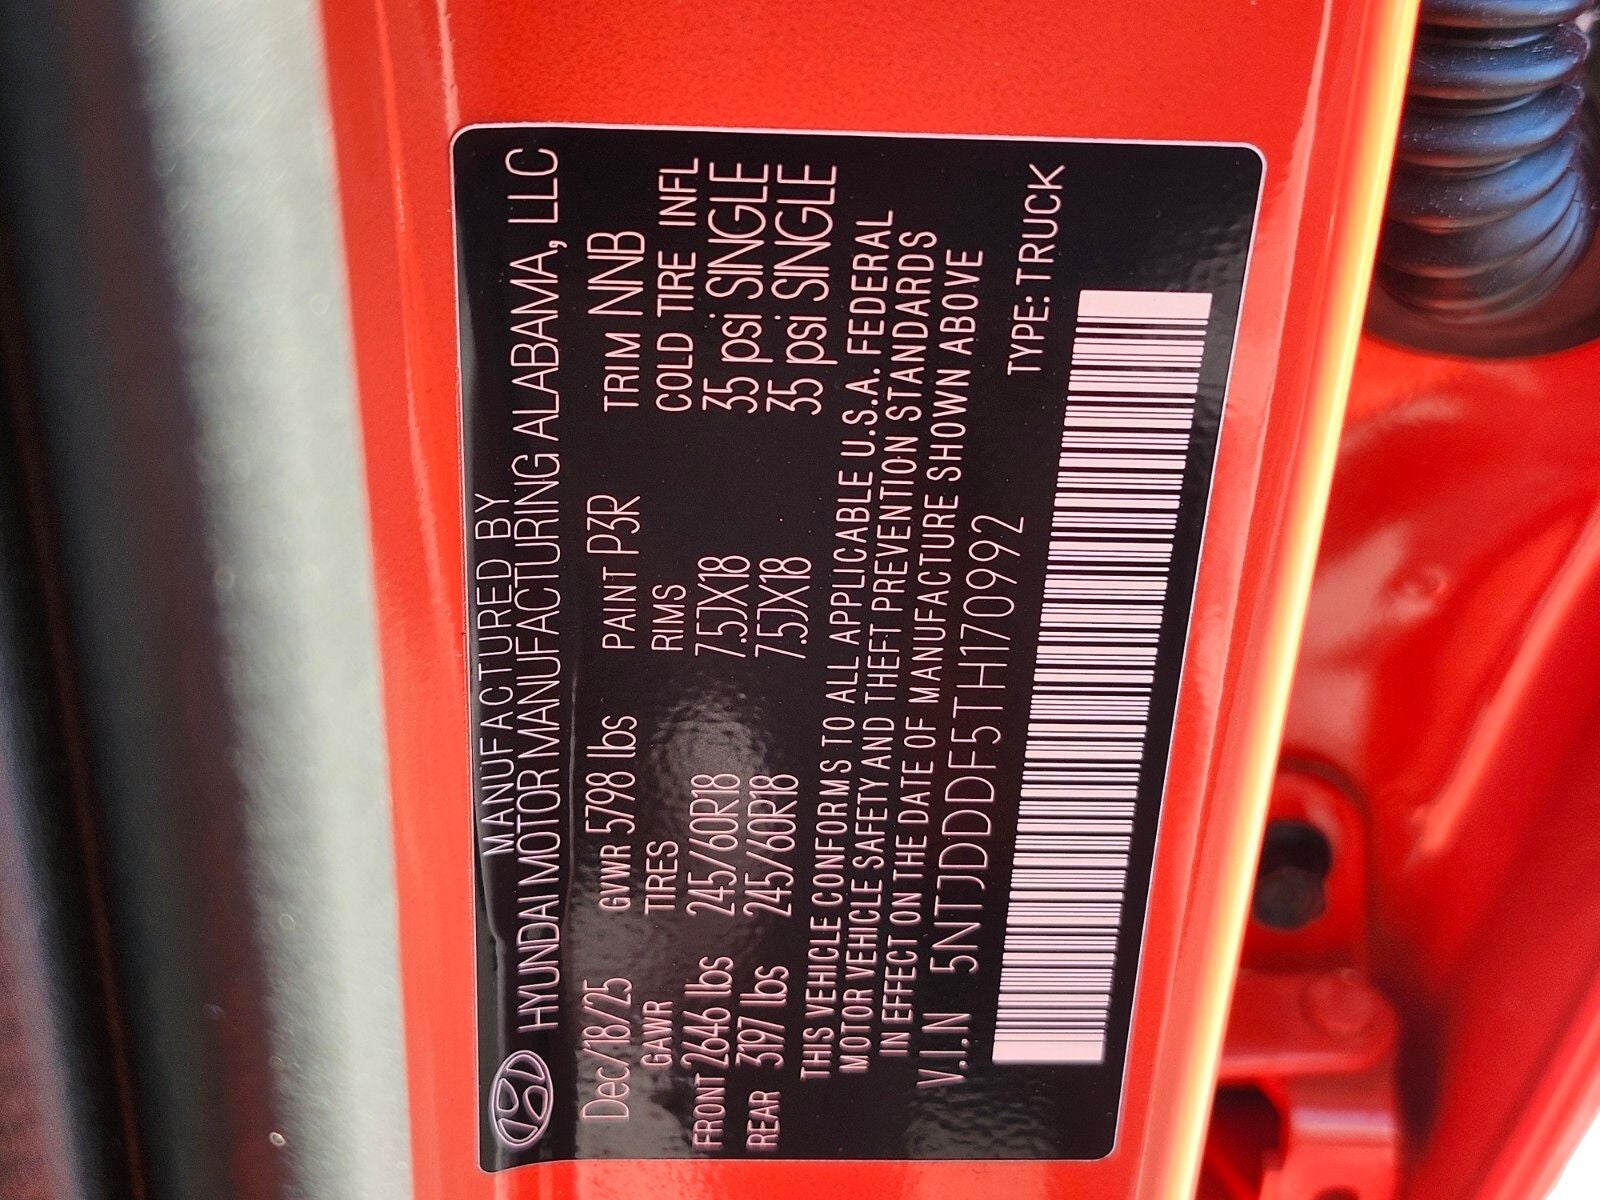 MANUFACTURED BY
HYUNDAI MOTOR MANUFACTURING ALABAMA, LLC
Dec/18/25 GVWR 5798 lbs PAINT P3R TRIM NNB
GAWR TIRES RIMS COLD TIRE INFL
FRONT 2646 lbs 245/60R18 7.5JX18 35 psi SINGLE
REAR 3197 lbs 245/60R18 7.5JX18 35 psi SINGLE
THIS VEHICLE CONFORMS TO ALL APPLICABLE U.S.A. FEDERAL
MOTOR VEHICLE SAFETY AND THEFT PREVENTION STANDARDS
IN EFFECT ON THE DATE OF MANUFACTURE SHOWN ABOVE
V.I.N 5NTJDDDF5TH170992 TYPE: TRUCK